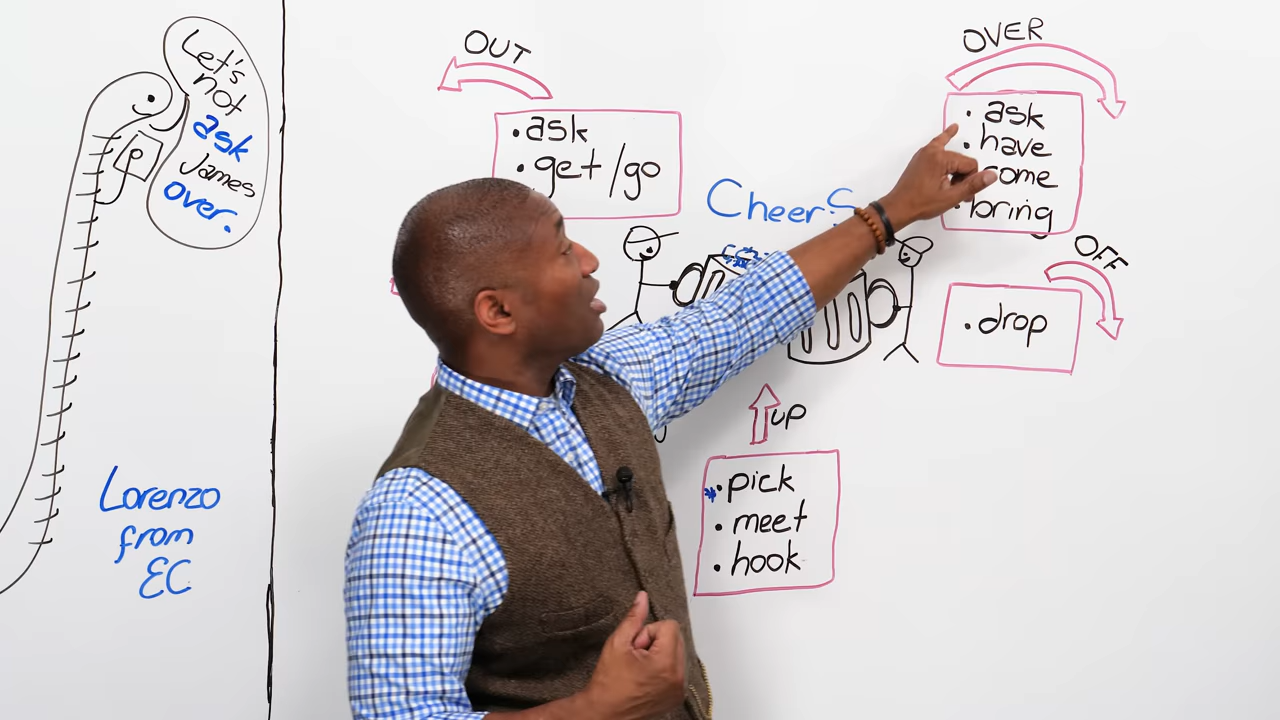 Let's
not
ask
James
over.
P
Lorenzo
from
EC
OUT
• ask
• get/go
Cheers
OVER
• ask
• have
come
• bring
OFF
• drop
UP
* • pick
• meet
• hook